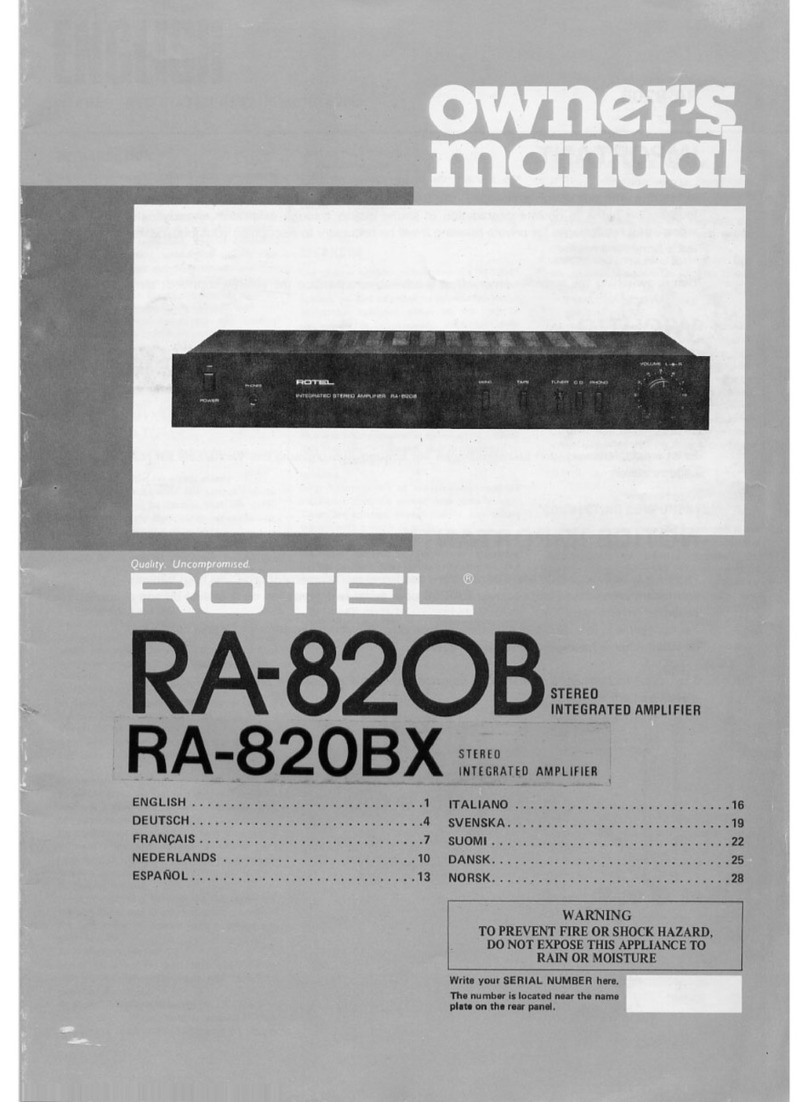 owner's
manual
POWER
PHONES
ROTEL
INTEGRATED STEREO AMPLIFIER RA-820B
TAPE
TUNER CD PHONO
VOLUME L R
Quality. Uncompromised.
ROTEL®
RA-820B STEREO
INTEGRATED AMPLIFIER
RA-820BX STEREO
INTEGRATED AMPLIFIER
ENGLISH ..............................1
DEUTSCH..............................4
FRANÇAIS ..............................7
NEDERLANDS .........................10
ESPAÑOL.............................13
ITALIANO ............................16
SVENSKA.............................19
SUOMI ...............................22
DANSK...............................25
NORSK...............................28
WARNING
TO PREVENT FIRE OR SHOCK HAZARD,
DO NOT EXPOSE THIS APPLIANCE TO
RAIN OR MOISTURE
Write your SERIAL NUMBER here.
The number is located near the name
plate on the rear panel.